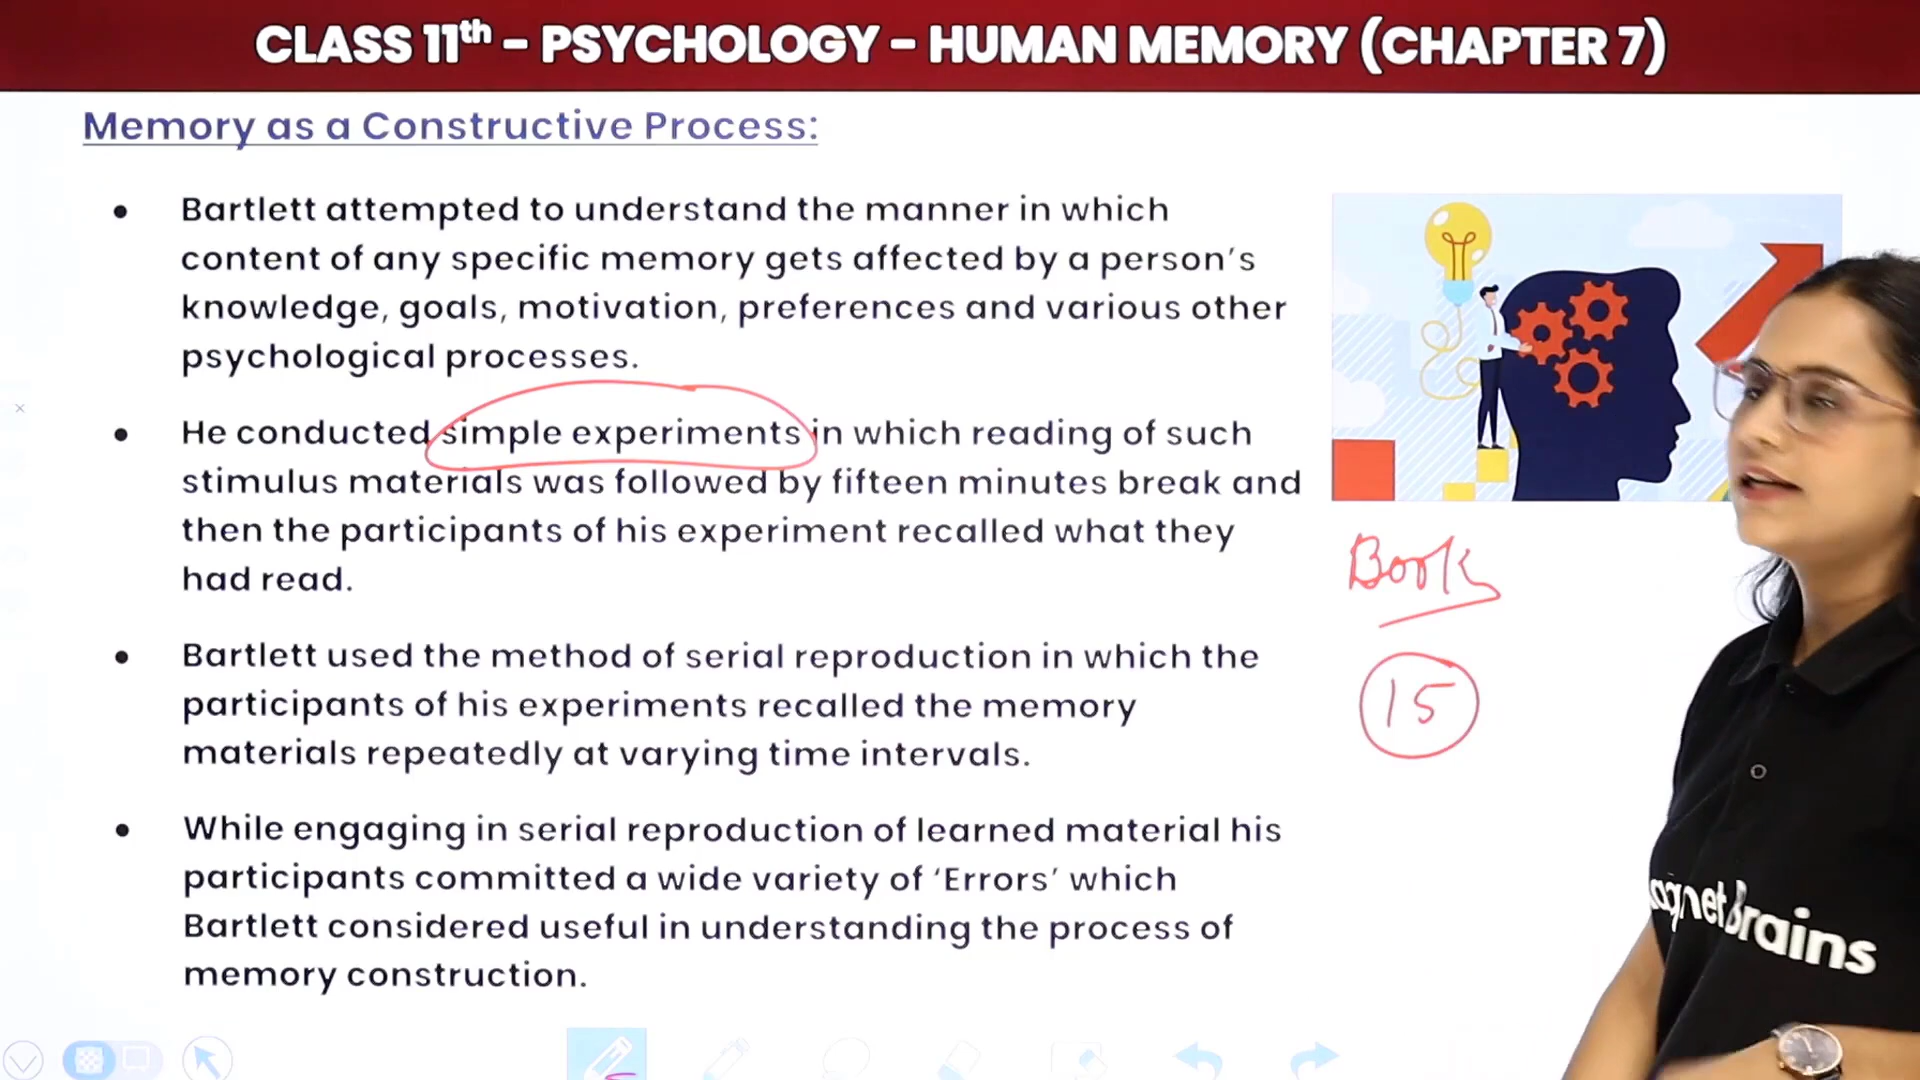 CLASS 11th – PSYCHOLOGY – HUMAN MEMORY (CHAPTER 7)
Memory as a Constructive Process:
• Bartlett attempted to understand the manner in which
content of any specific memory gets affected by a person’s
knowledge, goals, motivation, preferences and various other
psychological processes.
• He conducted simple experiments in which reading of such
stimulus materials was followed by fifteen minutes break and
then the participants of his experiment recalled what they
had read.
• Bartlett used the method of serial reproduction in which the
participants of his experiments recalled the memory
materials repeatedly at varying time intervals.
• While engaging in serial reproduction of learned material his
participants committed a wide variety of ‘Errors’ which
Bartlett considered useful in understanding the process of
memory construction.
Book
15
agnet Brains